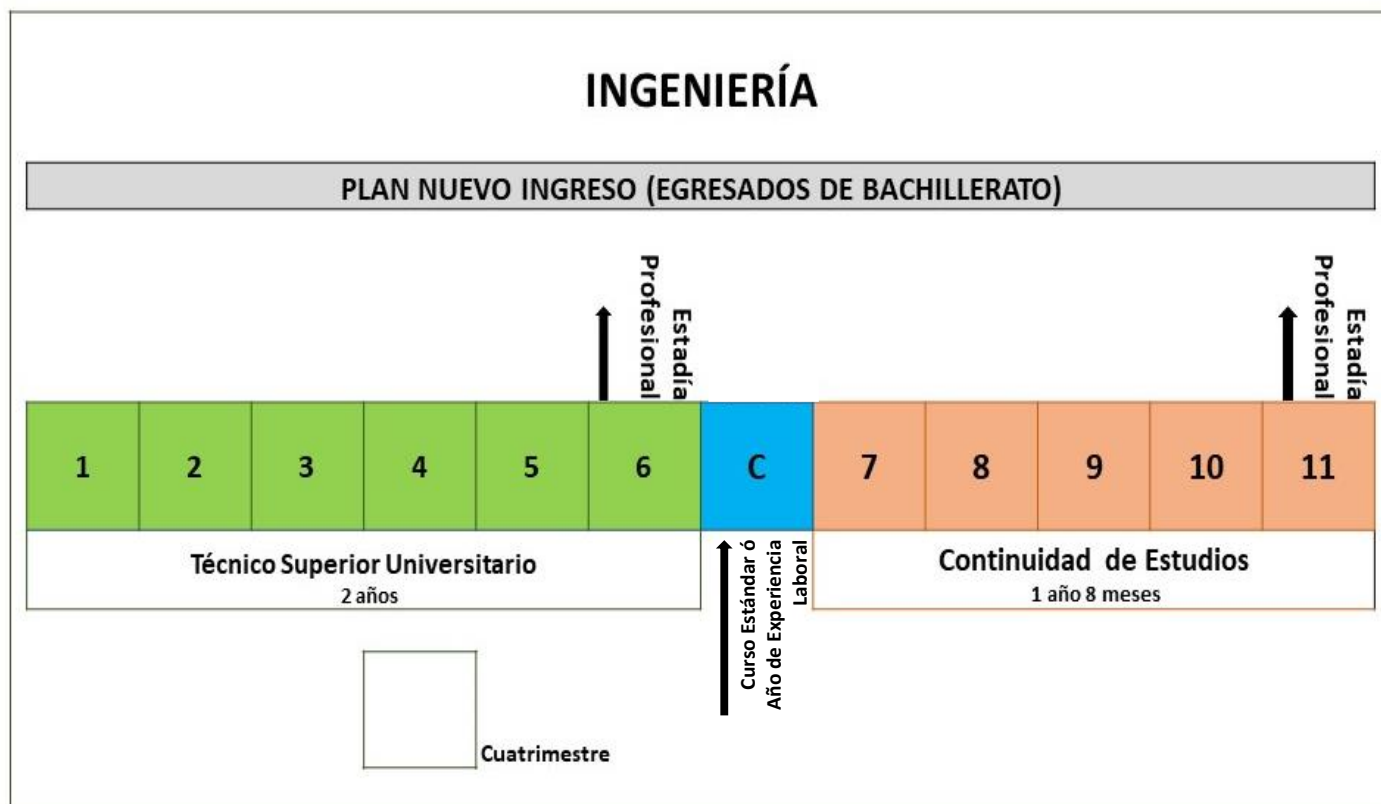 INGENIERÍA
PLAN NUEVO INGRESO (EGRESADOS DE BACHILLERATO)
Estadía
Profesional
Estadía
Profesional
1
2
3
4
5
6
C
7
8
9
10
11
Técnico Superior Universitario
2 años
Curso Estándar ó
Año de Experiencia
Laboral
Continuidad de Estudios
1 año 8 meses
Cuatrimestre